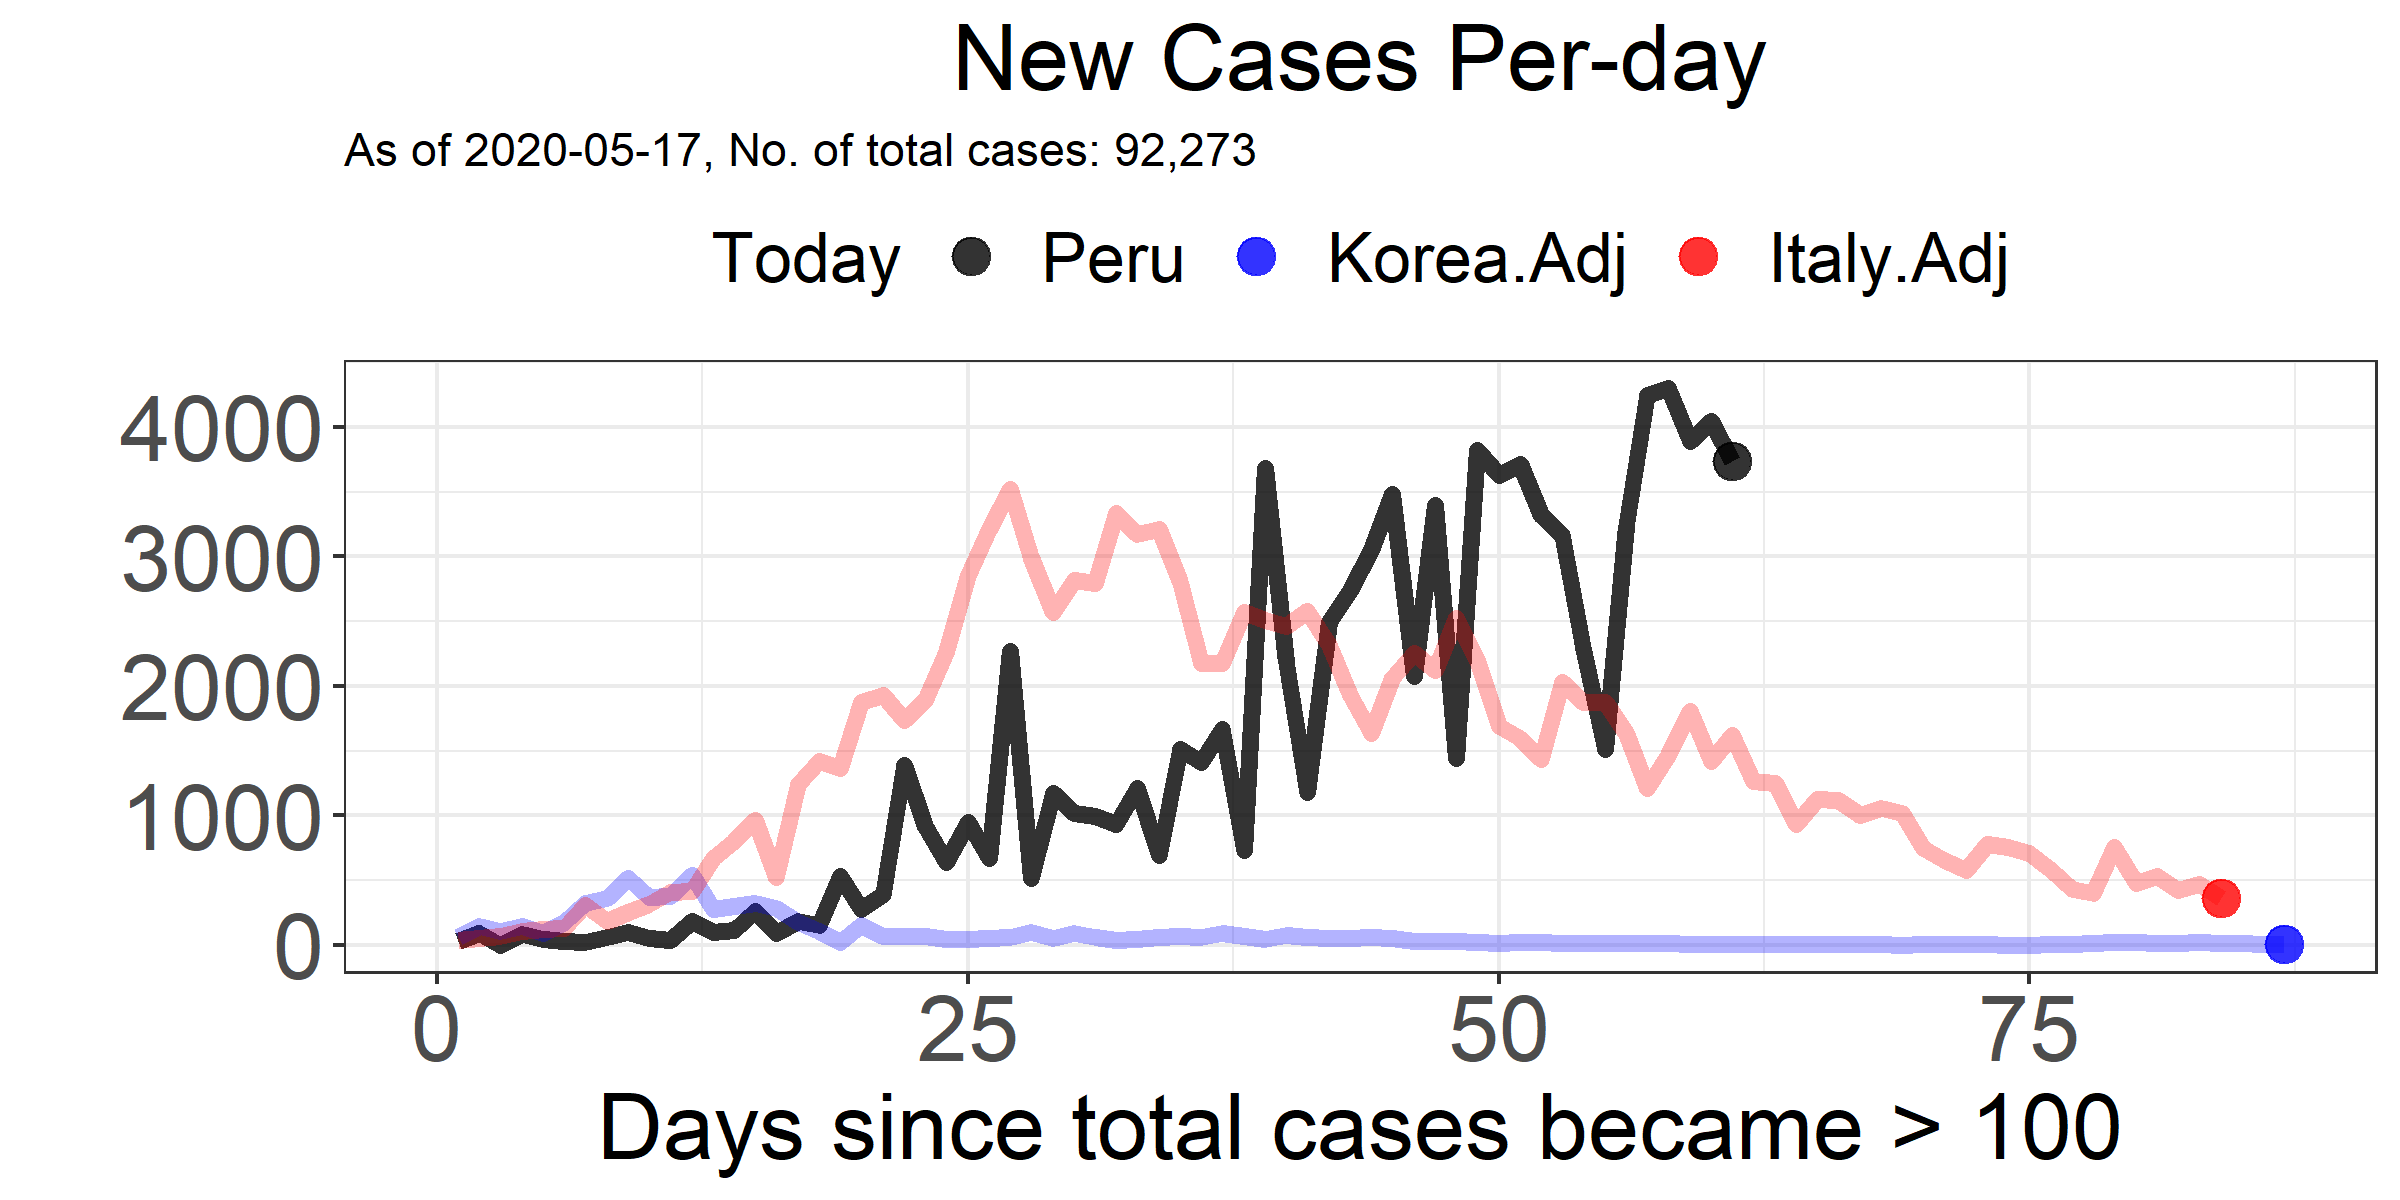 New Cases Per-day
As of 2020-05-17, No. of total cases: 92,273
Today Peru Korea.Adj Italy.Adj
4000
3000
2000
1000
0
0 25 50 75
Days since total cases became > 100